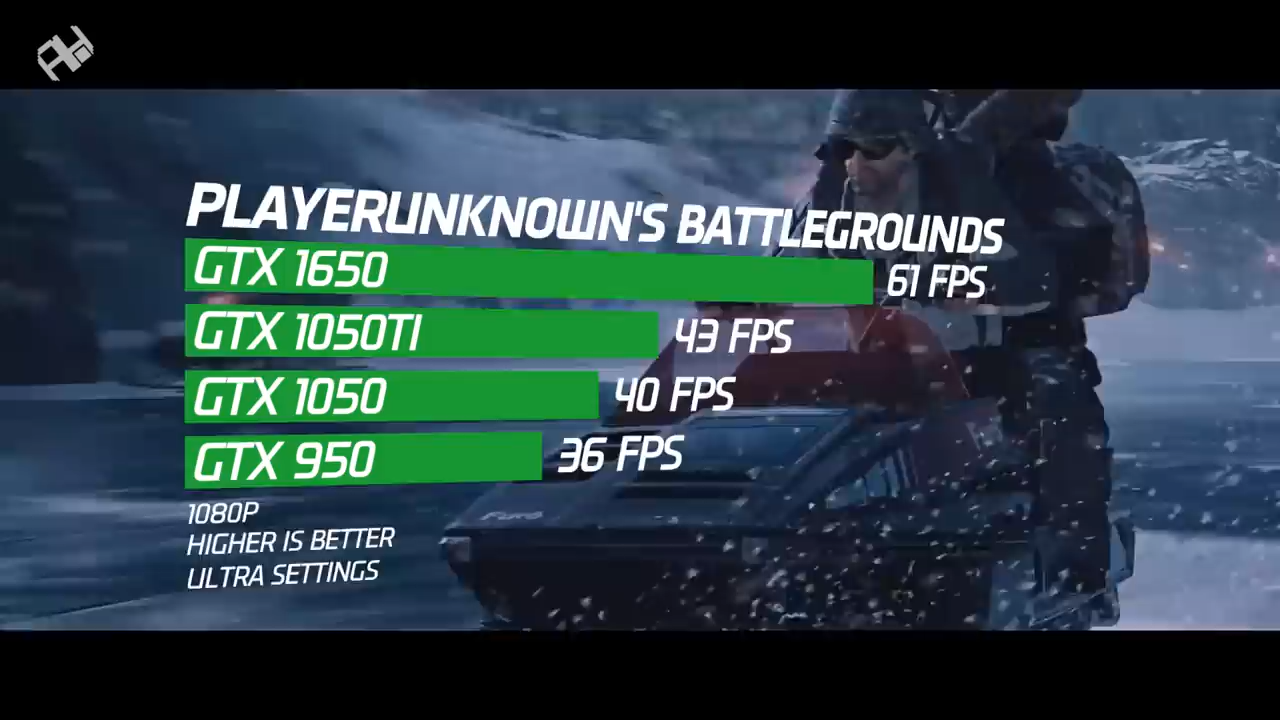 PLAYERUNKNOWN'S BATTLEGROUNDS
GTX 1650 61 FPS
GTX 1050TI 43 FPS
GTX 1050 40 FPS
GTX 950 36 FPS
1080P
HIGHER IS BETTER
ULTRA SETTINGS